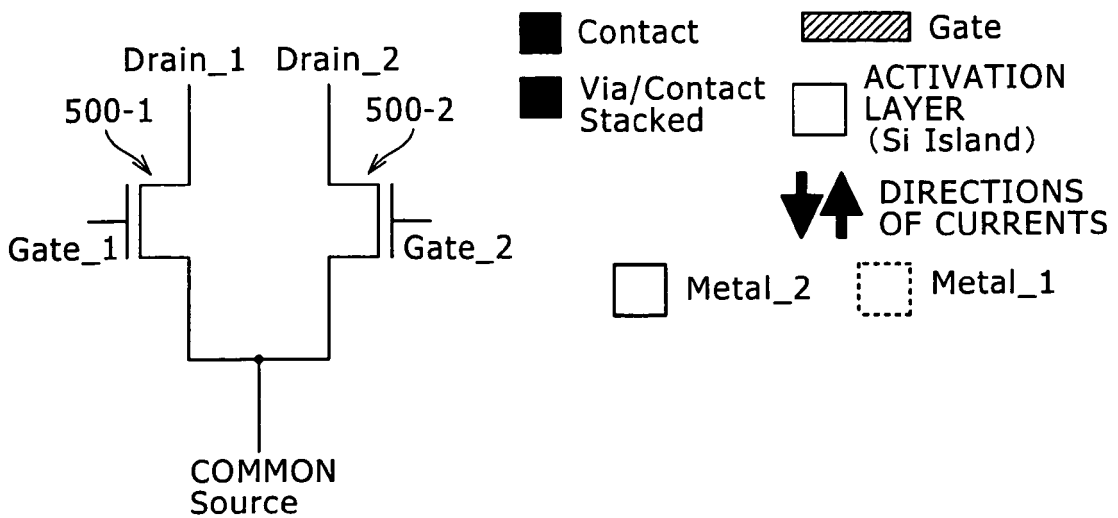 Drain_1 Drain_2
500-1
500-2
Gate_1
Gate_2
COMMON
Source
Contact
Gate
Via/Contact
Stacked
ACTIVATION
LAYER
(Si Island)
DIRECTIONS
OF CURRENTS
Metal_2
Metal_1